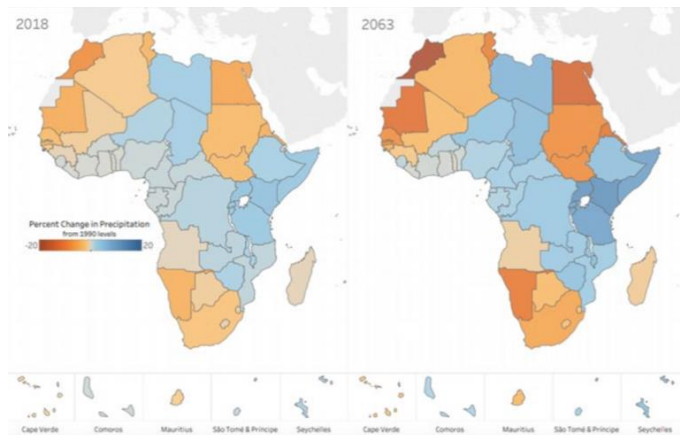 2018
2063
Percent Change in Precipitation
from 1990 levels
-20
20
Cape Verde
Comoros
Mauritius
São Tomé & Príncipe
Seychelles
Cape Verde
Comoros
Mauritius
São Tomé & Príncipe
Seychelles